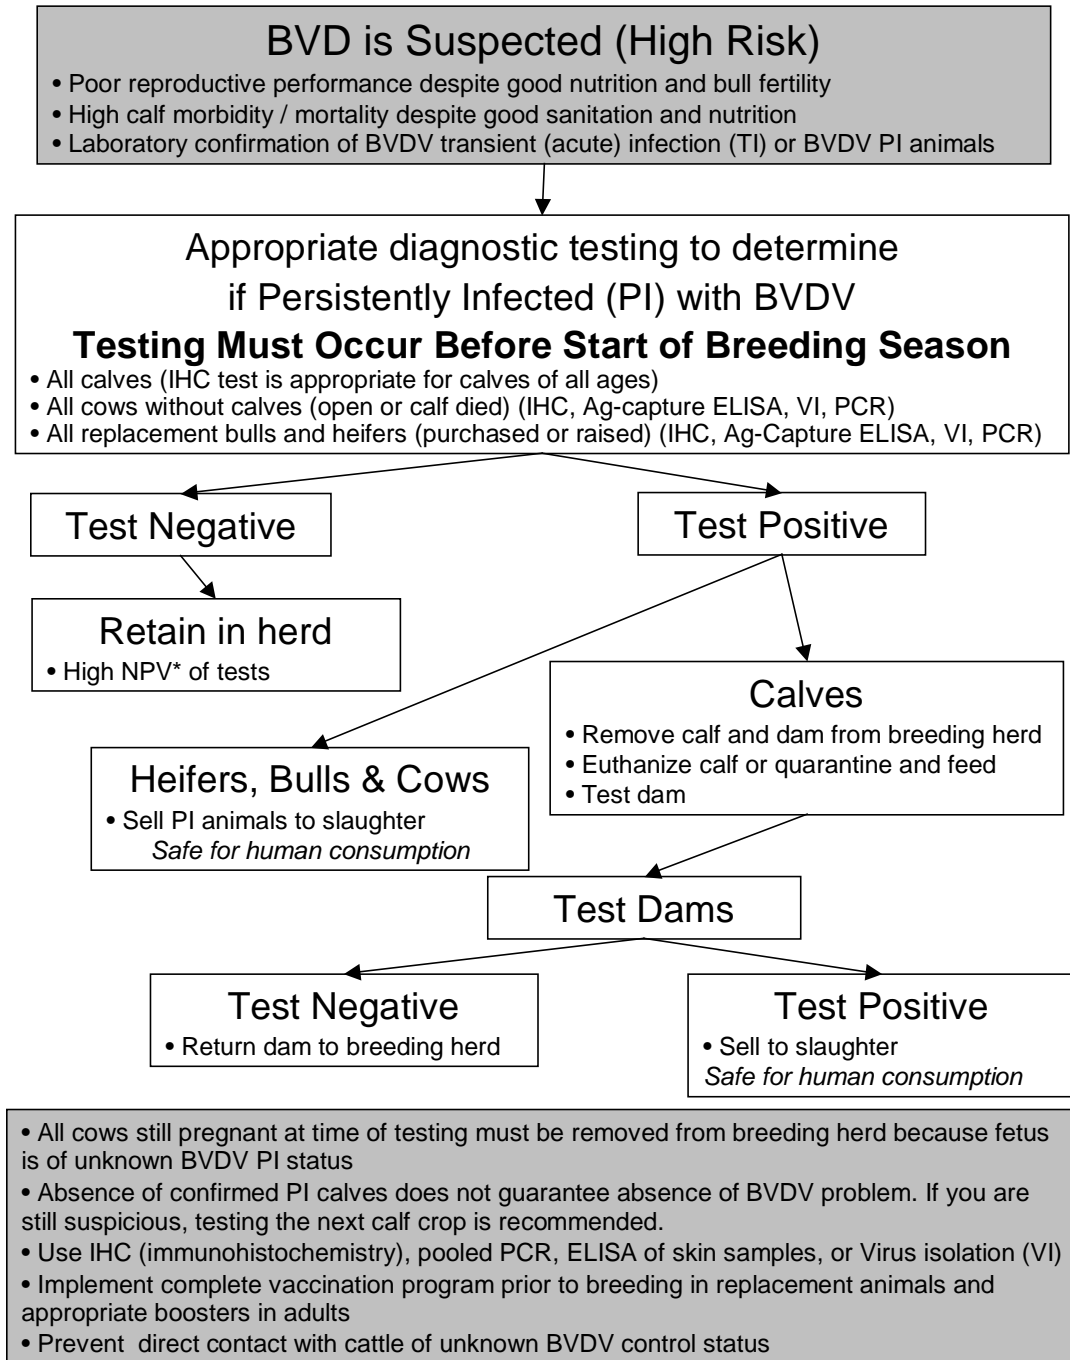 BVD is Suspected (High Risk)
• Poor reproductive performance despite good nutrition and bull fertility
• High calf morbidity / mortality despite good sanitation and nutrition
• Laboratory confirmation of BVDV transient (acute) infection (TI) or BVDV PI animals
Appropriate diagnostic testing to determine
if Persistently Infected (PI) with BVDV
Testing Must Occur Before Start of Breeding Season
• All calves (IHC test is appropriate for calves of all ages)
• All cows without calves (open or calf died) (IHC, Ag-capture ELISA, VI, PCR)
• All replacement bulls and heifers (purchased or raised) (IHC, Ag-Capture ELISA, VI, PCR)
Test Negative
Test Positive
Retain in herd
• High NPV* of tests
Calves
• Remove calf and dam from breeding herd
• Euthanize calf or quarantine and feed
• Test dam
Heifers, Bulls & Cows
• Sell PI animals to slaughter
Safe for human consumption
Test Dams
Test Negative
• Return dam to breeding herd
Test Positive
• Sell to slaughter
Safe for human consumption
• All cows still pregnant at time of testing must be removed from breeding herd because fetus
is of unknown BVDV PI status
• Absence of confirmed PI calves does not guarantee absence of BVDV problem. If you are
still suspicious, testing the next calf crop is recommended.
• Use IHC (immunohistochemistry), pooled PCR, ELISA of skin samples, or Virus isolation (VI)
• Implement complete vaccination program prior to breeding in replacement animals and
appropriate boosters in adults
• Prevent direct contact with cattle of unknown BVDV control status